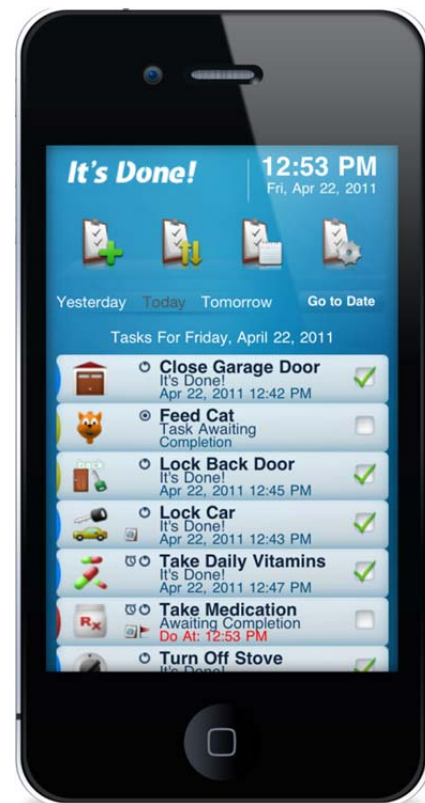 It's Done!
12:53 PM
Fri, Apr 22, 2011
Yesterday Today Tomorrow Go to Date
Tasks For Friday, April 22, 2011
Close Garage Door
It's Done!
Apr 22, 2011 12:42 PM
Feed Cat
Task Awaiting
Completion
Lock Back Door
It's Done!
Apr 22, 2011 12:45 PM
Lock Car
It's Done!
Apr 22, 2011 12:43 PM
Take Daily Vitamins
It's Done!
Apr 22, 2011 12:47 PM
Rx
Take Medication
Awaiting Completion
Do At: 12:53 PM
Turn Off Stove
It's Done!